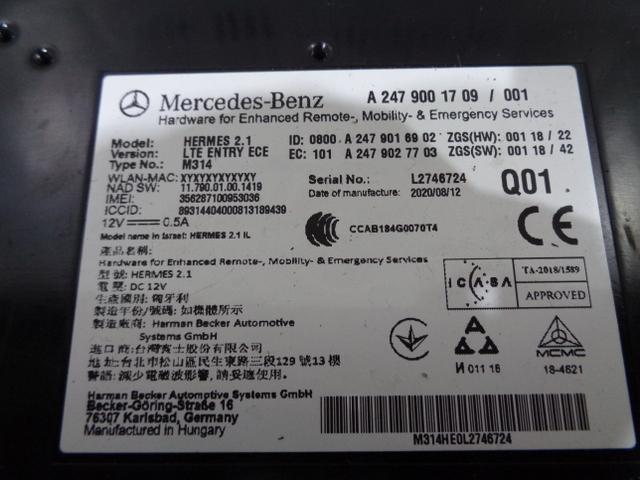 Mercedes-Benz A 247 900 17 09 / 001
Hardware for Enhanced Remote-, Mobility- & Emergency Services
Model: HERMES 2.1 ID: 0800 A 247 901 69 02 ZGS(HW): 001 18 / 22
Version: LTE ENTRY ECE EC: 101 A 247 902 77 03 ZGS(SW): 001 18 / 42
Type No.: M314
WLAN-MAC: XYXYXYXYXYXY Serial No.: L2746724 Q01
NAD SW: 11.790.01.00.1419 Date of manufacture: 2020/08/12
IMEI: 356287100953036
ICCID: 8931440400081318 9439
12V 0.5A CCAB184G0070T4 CE
Model name in Israel: HERMES 2.1 IL
產品名稱:
Hardware for Enhanced Remote-, Mobility- & Emergency Services
型號: HERMES 2.1 ICASA TA-2018/1589
電壓: DC 12V APPROVED
生產國別: 匈牙利
製造年份/號碼: 如機體所示
製造廠商: Harman Becker Automotive
Systems GmbH
進口商: 台灣賓士股份有限公司
地址: 台北市松山區民生東路三段129號13樓 И 011 18 MCMC
警語: 減少電磁波影響, 請妥適使用. 18-4621
Harman Becker Automotive Systems GmbH
Becker-Göring-Straße 16
76307 Karlsbad, Germany
Manufactured in Hungary M314HE0L2746724